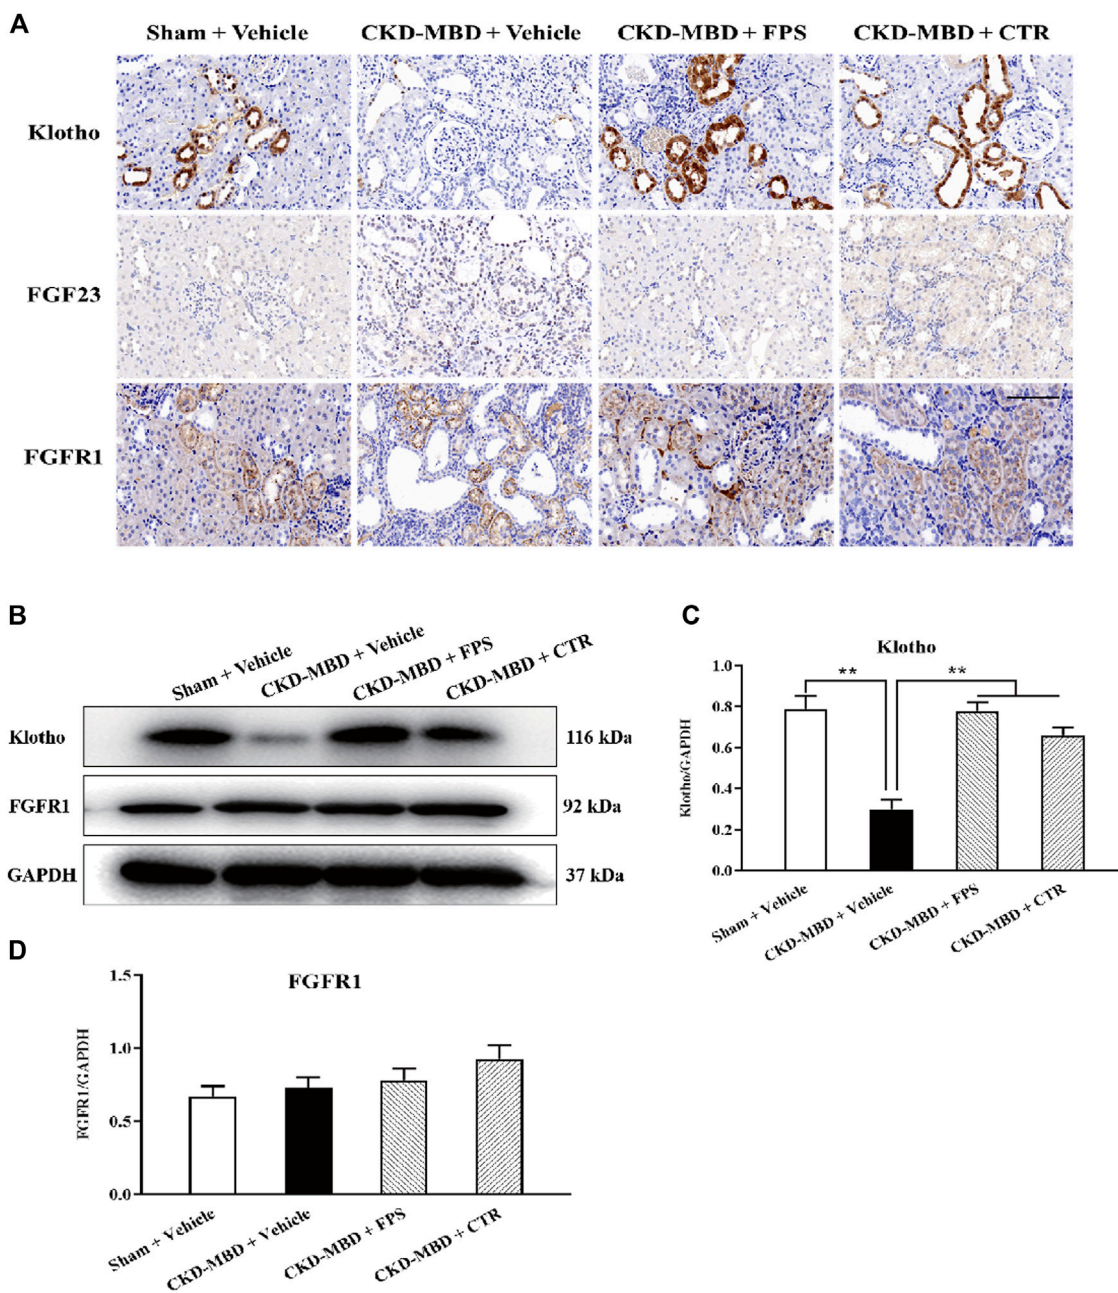 A
Sham + Vehicle CKD-MBD + Vehicle CKD-MBD + FPS CKD-MBD + CTR
Klotho
FGF23
FGFR1
B
Sham + Vehicle
CKD-MBD + Vehicle
CKD-MBD + FPS
CKD-MBD + CTR
Klotho 116 kDa
FGFR1 92 kDa
GAPDH 37 kDa
C
Klotho
Klotho/GAPDH
1.0
0.8
0.6
0.4
0.2
0.0
** **
Sham + Vehicle
CKD-MBD + Vehicle
CKD-MBD + FPS
CKD-MBD + CTR
D
FGFR1
FGFR1/GAPDH
1.5
1.0
0.5
0.0
Sham + Vehicle
CKD-MBD + Vehicle
CKD-MBD + FPS
CKD-MBD + CTR